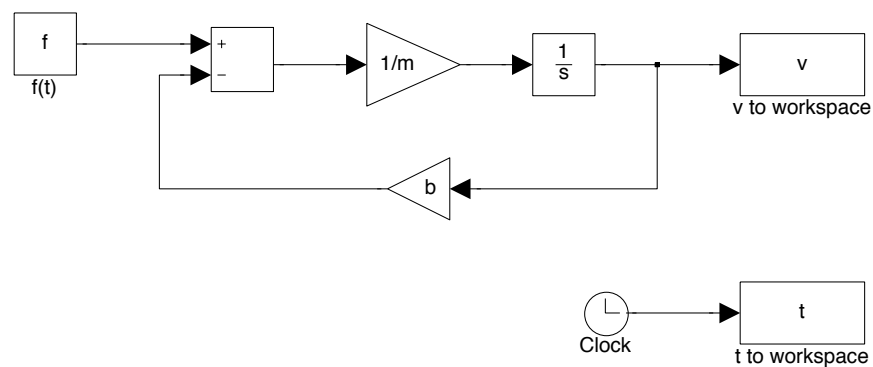 f
f(t)
+
−
1/m
1
s
v
v to workspace
b
Clock
t
t to workspace